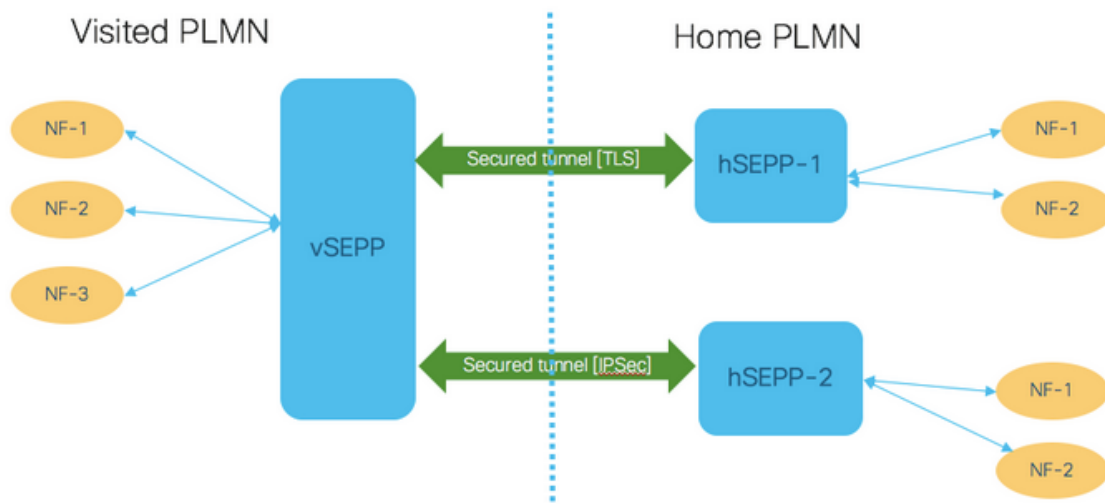 Visited PLMN
Home PLMN
NF-1
NF-2
NF-3
vSEPP
Secured tunnel [TLS]
hSEPP-1
NF-1
NF-2
Secured tunnel [IPSec]
hSEPP-2
NF-1
NF-2